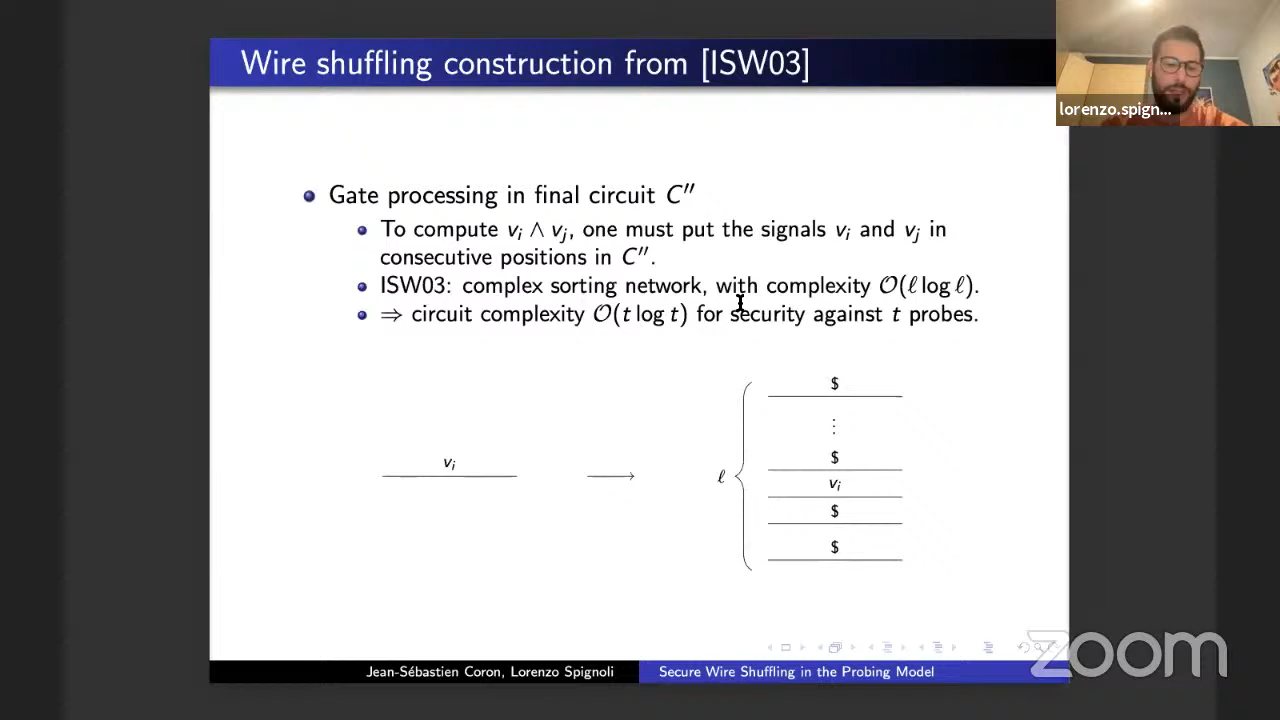 Wire shuffling construction from [ISW03]
lorenzo.spign...
Gate processing in final circuit C″
To compute vᵢ ∧ vⱼ, one must put the signals vᵢ and vⱼ in
consecutive positions in C″.
ISW03: complex sorting network, with complexity O(ℓ log ℓ).
⇒ circuit complexity O(t log t) for security against t probes.
$
⋮
$
vᵢ
vᵢ
ℓ
$
$
Jean-Sébastien Coron, Lorenzo Spignoli
Secure Wire Shuffling in the Probing Model
zoom